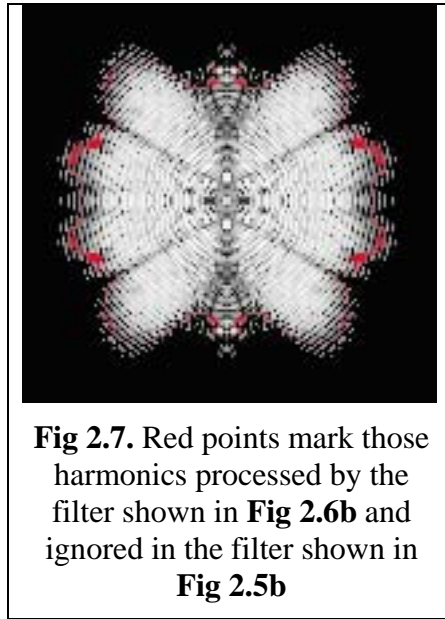 Fig 2.7. Red points mark those
harmonics processed by the
filter shown in Fig 2.6b and
ignored in the filter shown in
Fig 2.5b